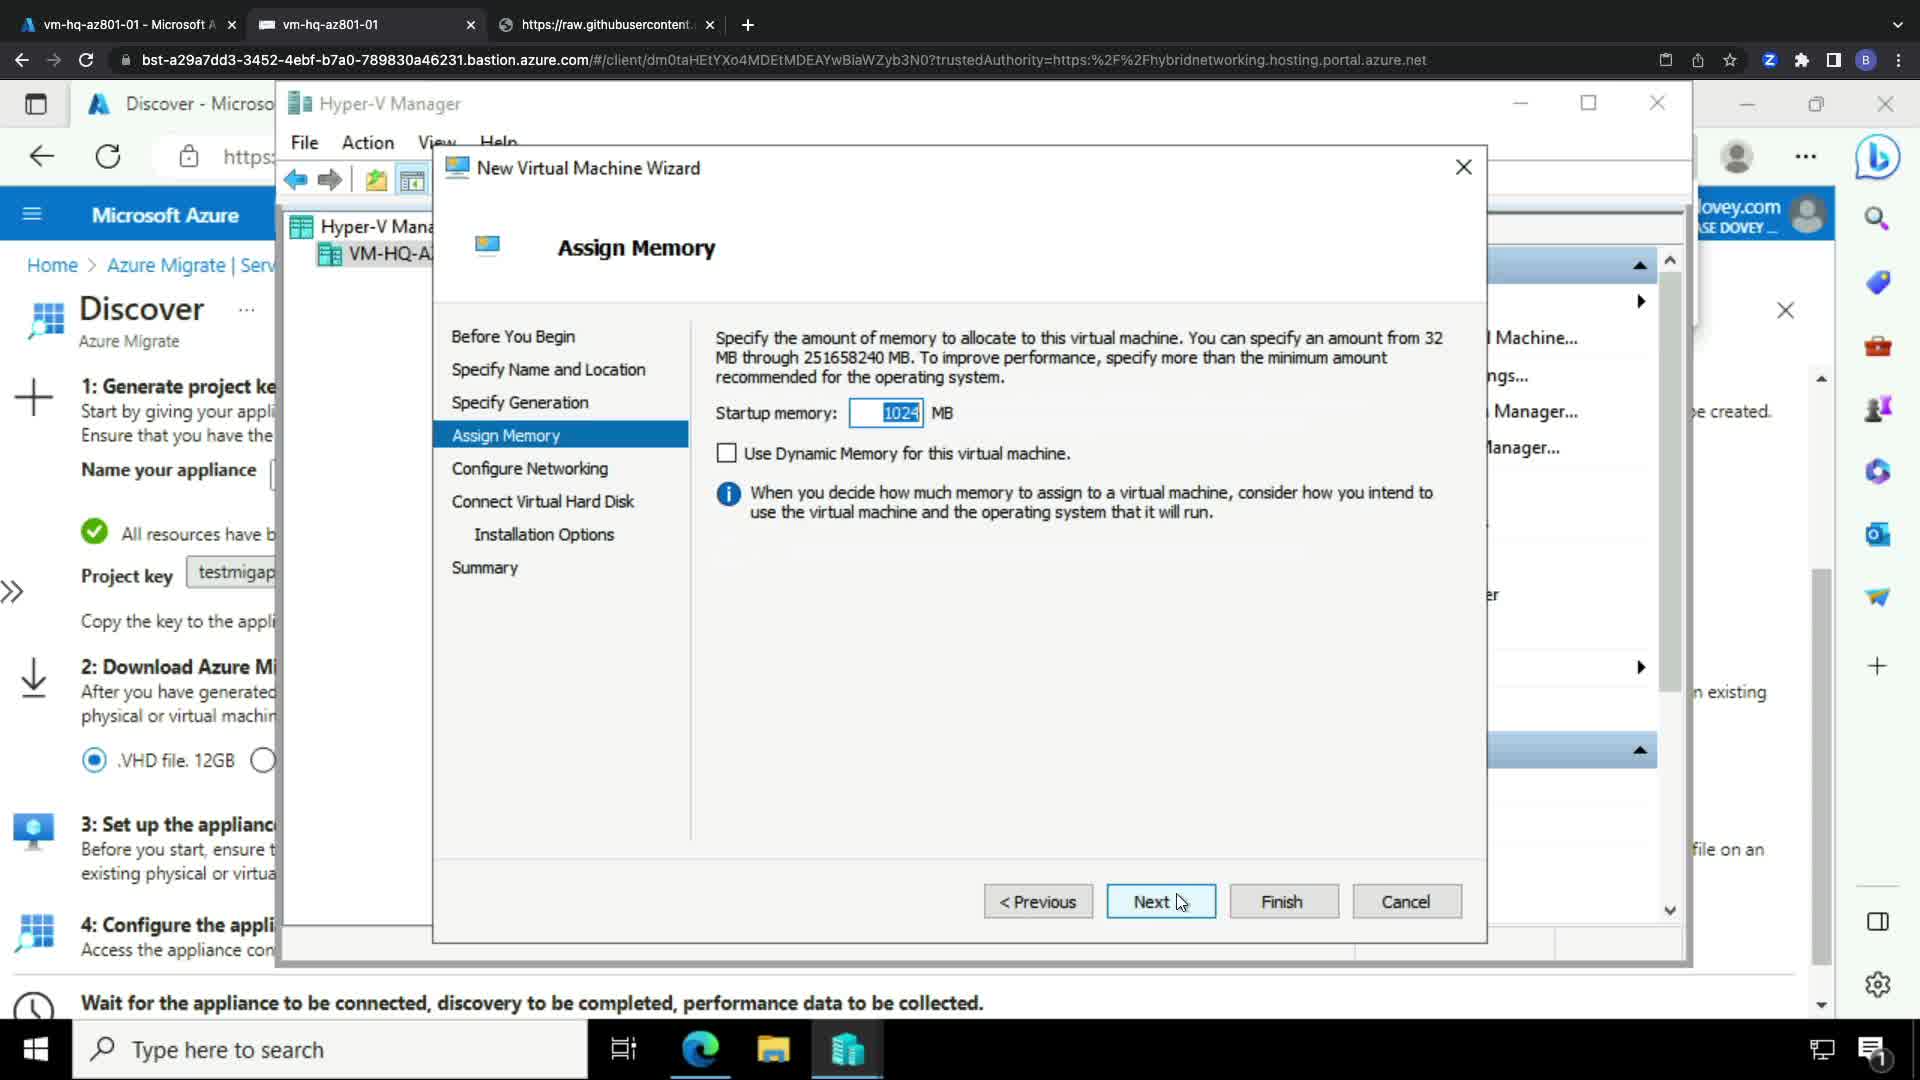 vm-hq-az801-01 - Microsoft A
vm-hq-az801-01
https://raw.githubusercontent.
bst-a29a7dd3-3452-4ebf-b7a0-789830a46231.bastion.azure.com/#/client/dm0taHEtYXo4MDEtMDEAYwBiaWZyb3N0?trustedAuthority=https:%2F%2Fhybridnetworking.hosting.portal.azure.net
Z
B
Discover - Microso
Hyper-V Manager
File
Action
View
Help
https:
New Virtual Machine Wizard
Microsoft Azure
lovey.com
ASE DOVEY ...
Hyper-V Mana
VM-HQ-AZ
Assign Memory
Home > Azure Migrate | Serv
Discover ...
Azure Migrate
Before You Begin
Specify Name and Location
Specify Generation
Assign Memory
Configure Networking
Connect Virtual Hard Disk
Installation Options
Summary
Specify the amount of memory to allocate to this virtual machine. You can specify an amount from 32
MB through 251658240 MB. To improve performance, specify more than the minimum amount
recommended for the operating system.
Startup memory: 1024 MB
Use Dynamic Memory for this virtual machine.
When you decide how much memory to assign to a virtual machine, consider how you intend to
use the virtual machine and the operating system that it will run.
l Machine...
ngs...
Manager...
Manager...
er
1: Generate project ke
Start by giving your appli
be created.
Ensure that you have the
Name your appliance
All resources have b
Project key testmigap
Copy the key to the appli
2: Download Azure Mi
After you have generated
n existing
physical or virtual machin
.VHD file. 12GB
3: Set up the applianc
Before you start, ensure t
file on an
existing physical or virtua
4: Configure the appli
Access the appliance con
< Previous
Next
Finish
Cancel
Wait for the appliance to be connected, discovery to be completed, performance data to be collected.
Type here to search
1